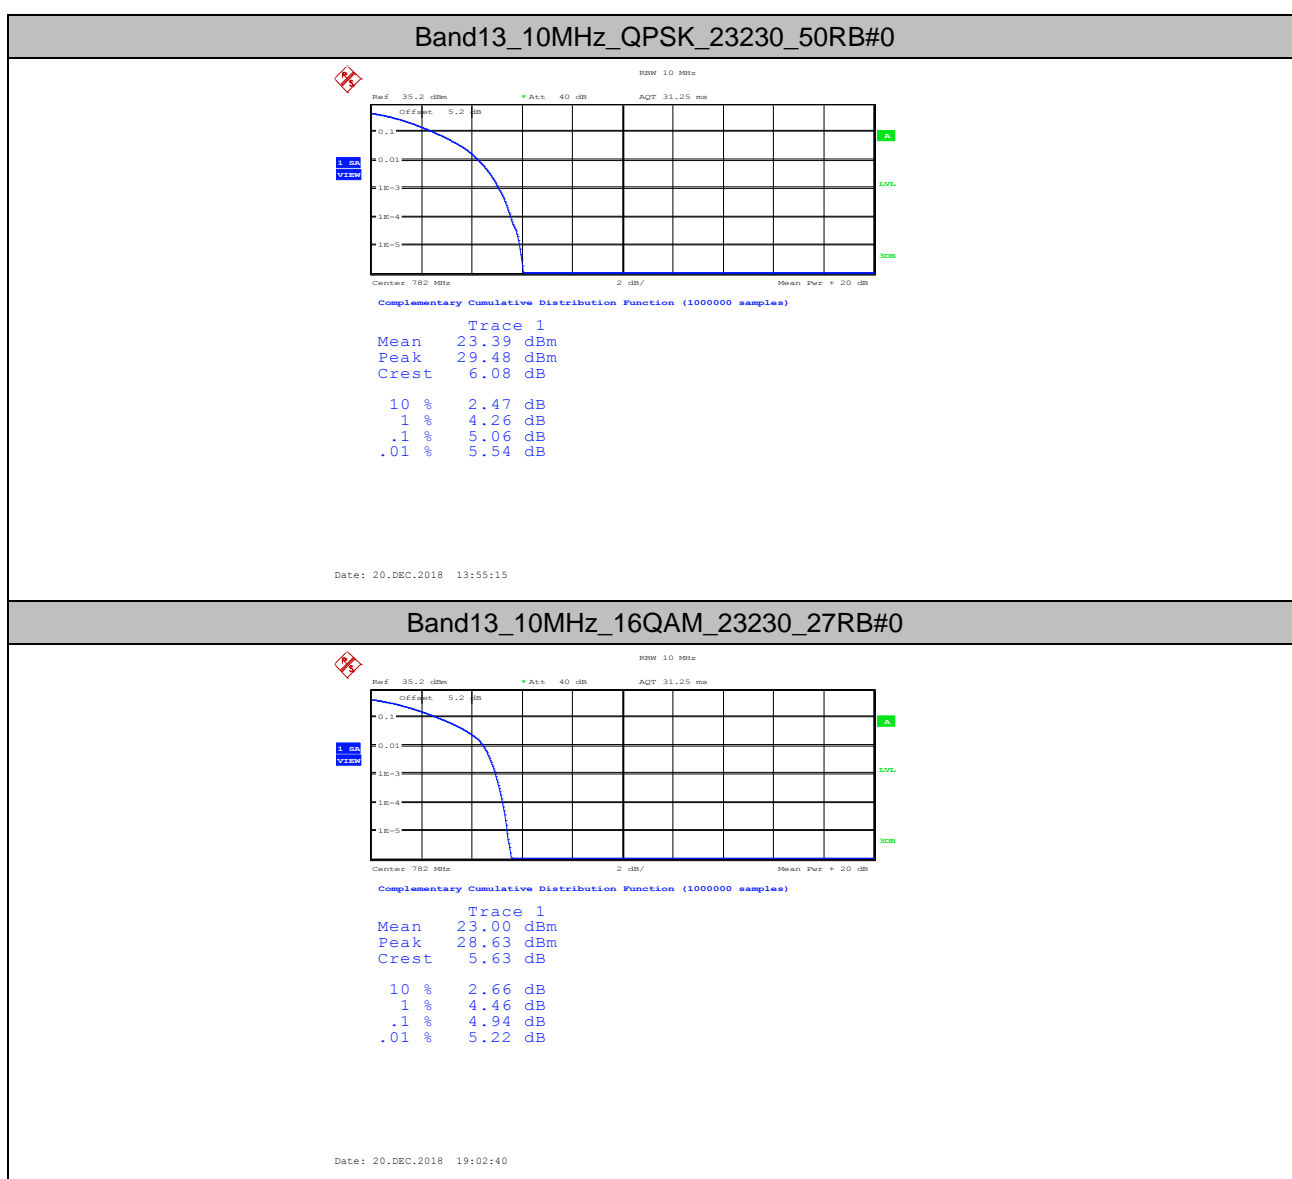 Band13_10MHz_QPSK_23230_50RB#0
R S
RBW 10 MHz
Ref 35.2 dBm *Att 40 dB AQT 31.25 ms
Offset 5.2 dB
0.1
A
0.01
1 SA
VIEW
1E-3
LVL
1E-4
1E-5
3DB
Center 782 MHz 2 dB/ Mean Pwr + 20 dB
Complementary Cumulative Distribution Function (1000000 samples)
Trace 1
Mean 23.39 dBm
Peak 29.48 dBm
Crest 6.08 dB
10 % 2.47 dB
1 % 4.26 dB
.1 % 5.06 dB
.01 % 5.54 dB
Date: 20.DEC.2018 13:55:15
Band13_10MHz_16QAM_23230_27RB#0
R S
RBW 10 MHz
Ref 35.2 dBm *Att 40 dB AQT 31.25 ms
Offset 5.2 dB
0.1
A
0.01
1 SA
VIEW
1E-3
LVL
1E-4
1E-5
3DB
Center 782 MHz 2 dB/ Mean Pwr + 20 dB
Complementary Cumulative Distribution Function (1000000 samples)
Trace 1
Mean 23.00 dBm
Peak 28.63 dBm
Crest 5.63 dB
10 % 2.66 dB
1 % 4.46 dB
.1 % 4.94 dB
.01 % 5.22 dB
Date: 20.DEC.2018 19:02:40